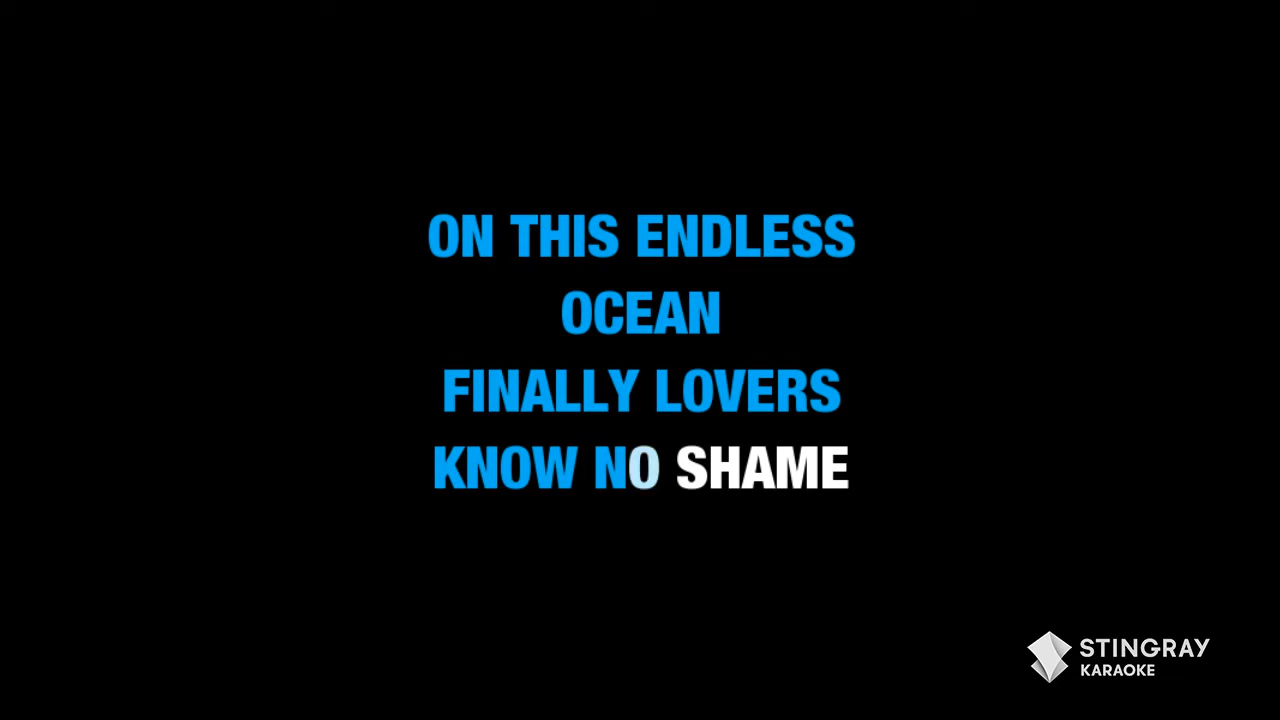 ON THIS ENDLESS
OCEAN
FINALLY LOVERS
KNOW NO SHAME
STINGRAY
KARAOKE